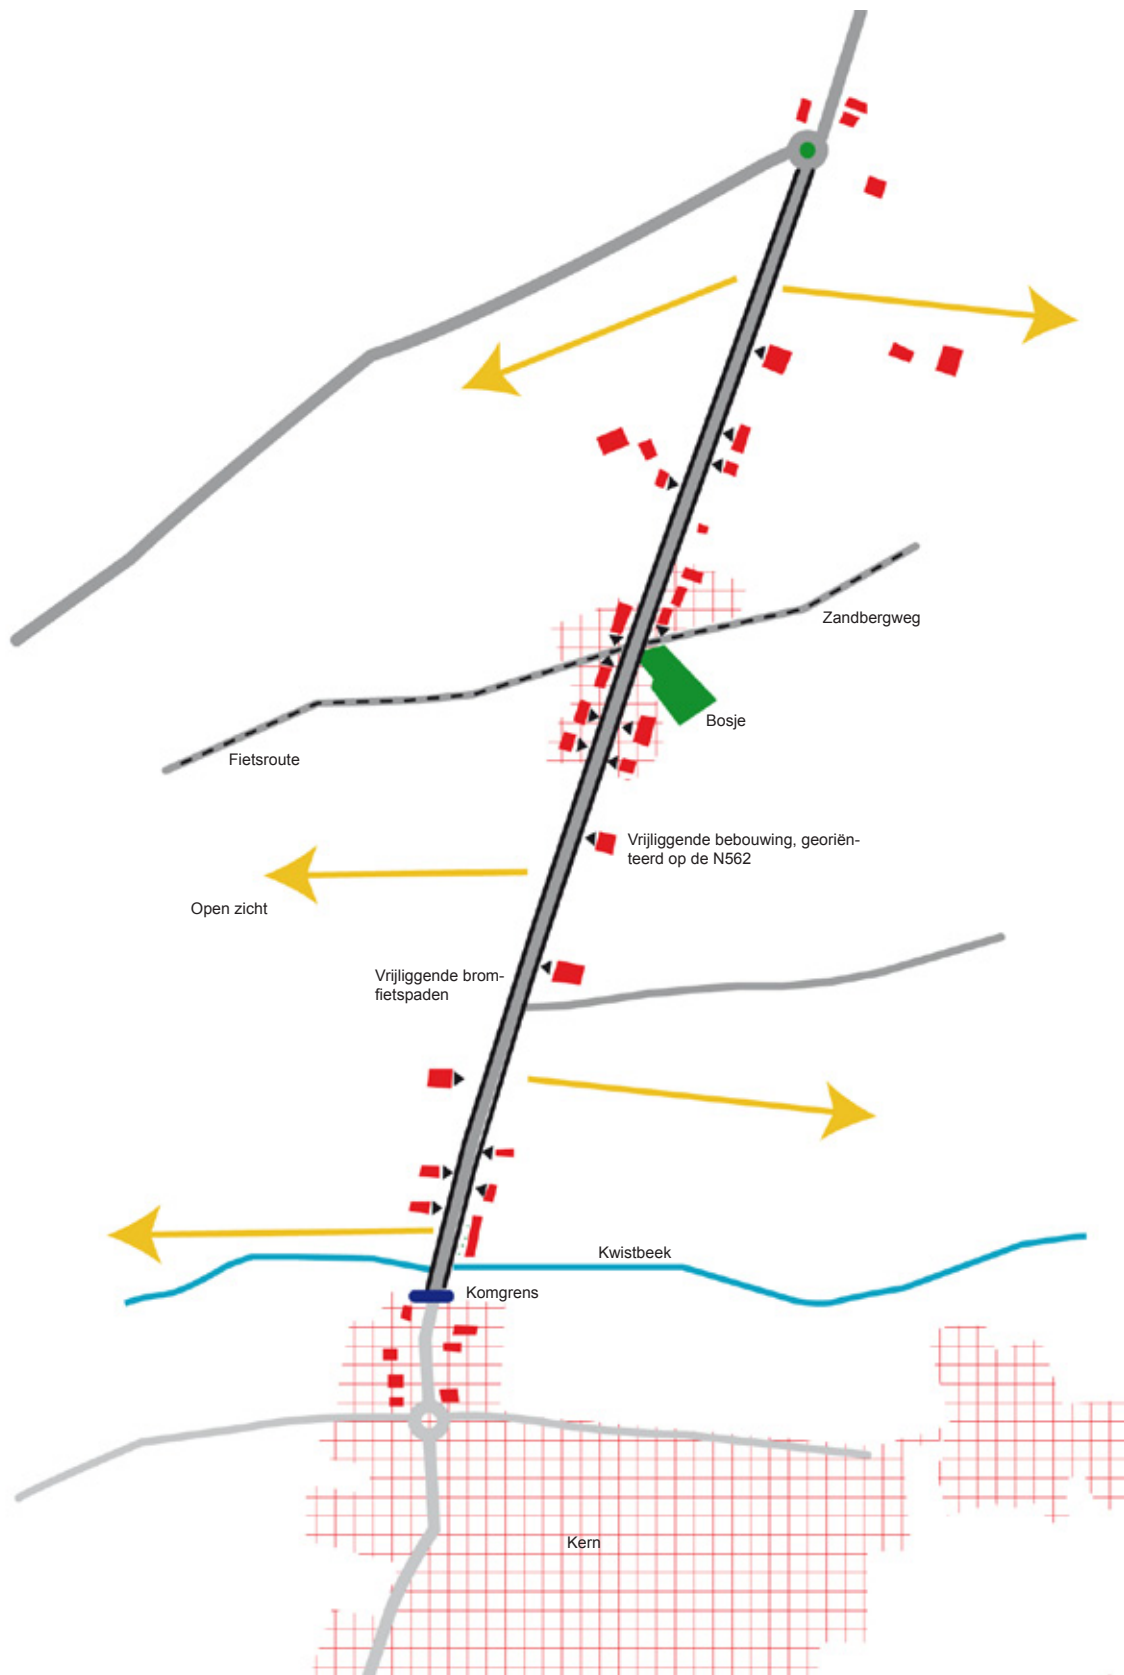 Zandbergweg
Bosje
Fietsroute
Vrijliggende bebouwing, georiën-
teerd op de N562
Open zicht
Vrijliggende brom-
fietspaden
Kwistbeek
Komgrens
Kern